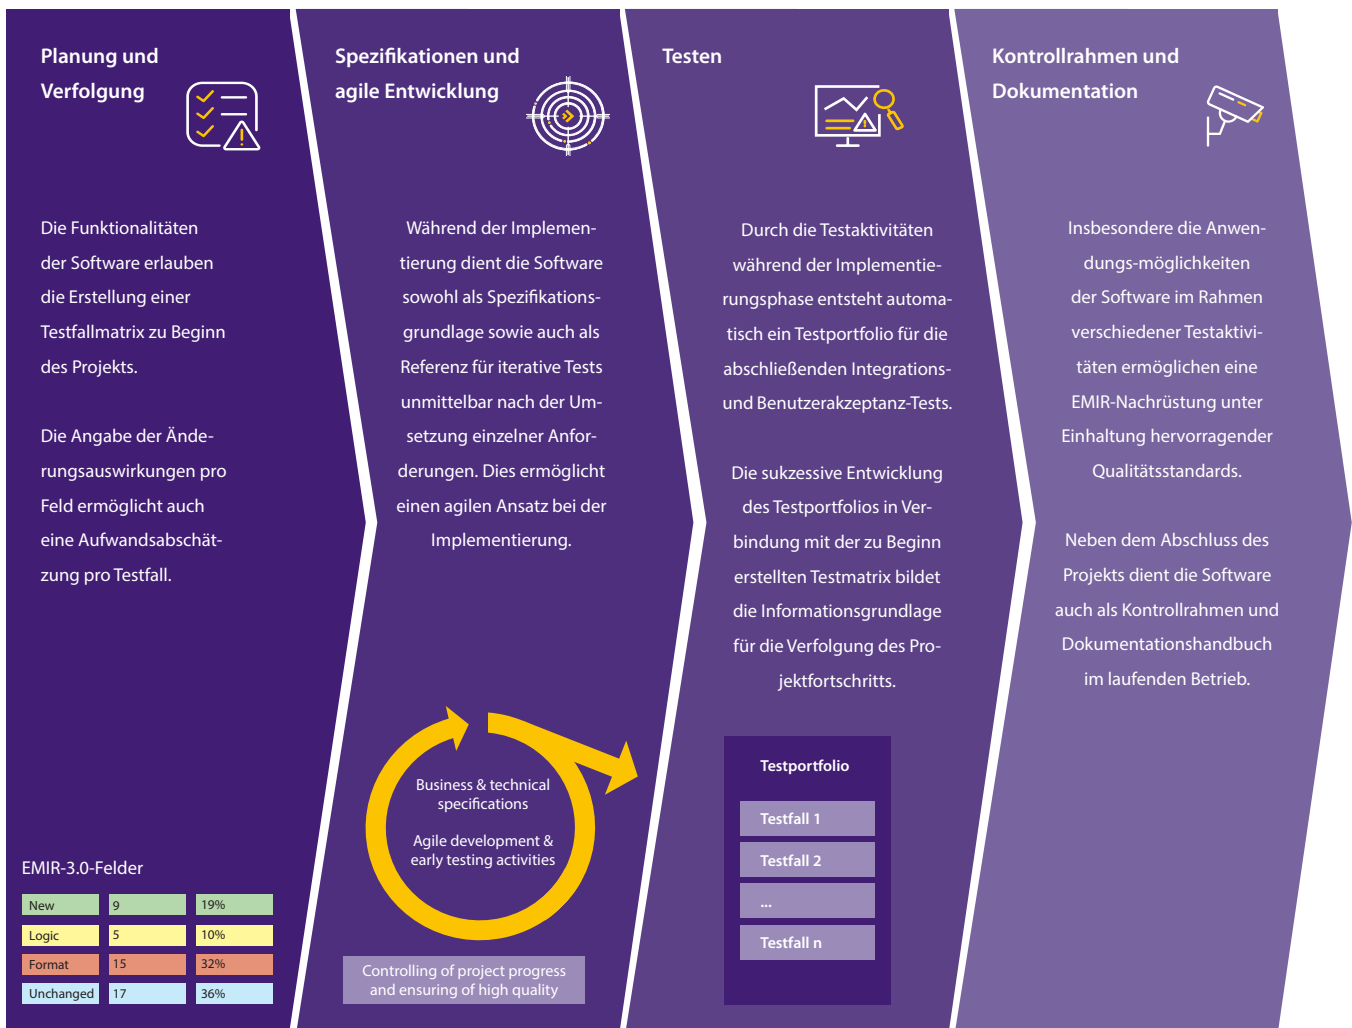 Planung und
Verfolgung
Die Funktionalitäten
der Software erlauben
die Erstellung einer
Testfallmatrix zu Beginn
des Projekts.
Die Angabe der Ände-
rungsauswirkungen pro
Feld ermöglicht auch
eine Aufwandsabschät-
zung pro Testfall.
EMIR-3.0-Felder
New 9 19%
Logic 5 10%
Format 15 32%
Unchanged 17 36%
Spezifikationen und
agile Entwicklung
Während der Implemen-
tierung dient die Software
sowohl als Spezifikations-
grundlage sowie auch als
Referenz für iterative Tests
unmittelbar nach der Um-
setzung einzelner Anfor-
derungen. Dies ermöglicht
einen agilen Ansatz bei der
Implementierung.
Business & technical
specifications
Agile development &
early testing activities
Controlling of project progress
and ensuring of high quality
Testen
Durch die Testaktivitäten
während der Implementie-
rungsphase entsteht automa-
tisch ein Testportfolio für die
abschließenden Integrations-
und Benutzerakzeptanz-Tests.
Die sukzessive Entwicklung
des Testportfolios in Ver-
bindung mit der zu Beginn
erstellten Testmatrix bildet
die Informationsgrundlage
für die Verfolgung des Pro-
jektfortschritts.
Testportfolio
Testfall 1
Testfall 2
...
Testfall n
Kontrollrahmen und
Dokumentation
Insbesondere die Anwen-
dungs-möglichkeiten
der Software im Rahmen
verschiedener Testaktivi-
täten ermöglichen eine
EMIR-Nachrüstung unter
Einhaltung hervorragender
Qualitätsstandards.
Neben dem Abschluss des
Projekts dient die Software
auch als Kontrollrahmen und
Dokumentationshandbuch
im laufenden Betrieb.